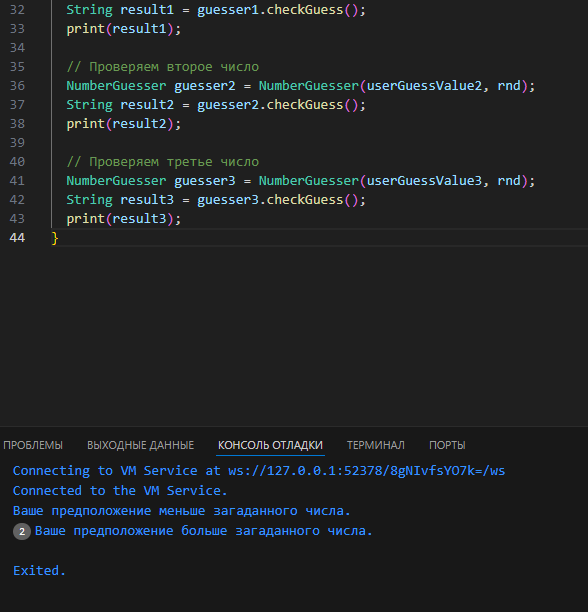 32 String result1 = guesser1.checkGuess();
33 print(result1);
34
35 // Проверяем второе число
36 NumberGuesser guesser2 = NumberGuesser(userGuessValue2, rnd);
37 String result2 = guesser2.checkGuess();
38 print(result2);
39
40 // Проверяем третье число
41 NumberGuesser guesser3 = NumberGuesser(userGuessValue3, rnd);
42 String result3 = guesser3.checkGuess();
43 print(result3);
44 }
ПРОБЛЕМЫ ВЫХОДНЫЕ ДАННЫЕ КОНСОЛЬ ОТЛАДКИ ТЕРМИНАЛ ПОРТЫ
Connecting to VM Service at ws://127.0.0.1:52378/8gNIvfsYO7k=/ws
Connected to the VM Service.
Ваше предположение меньше загаданного числа.
2 Ваше предположение больше загаданного числа.
Exited.